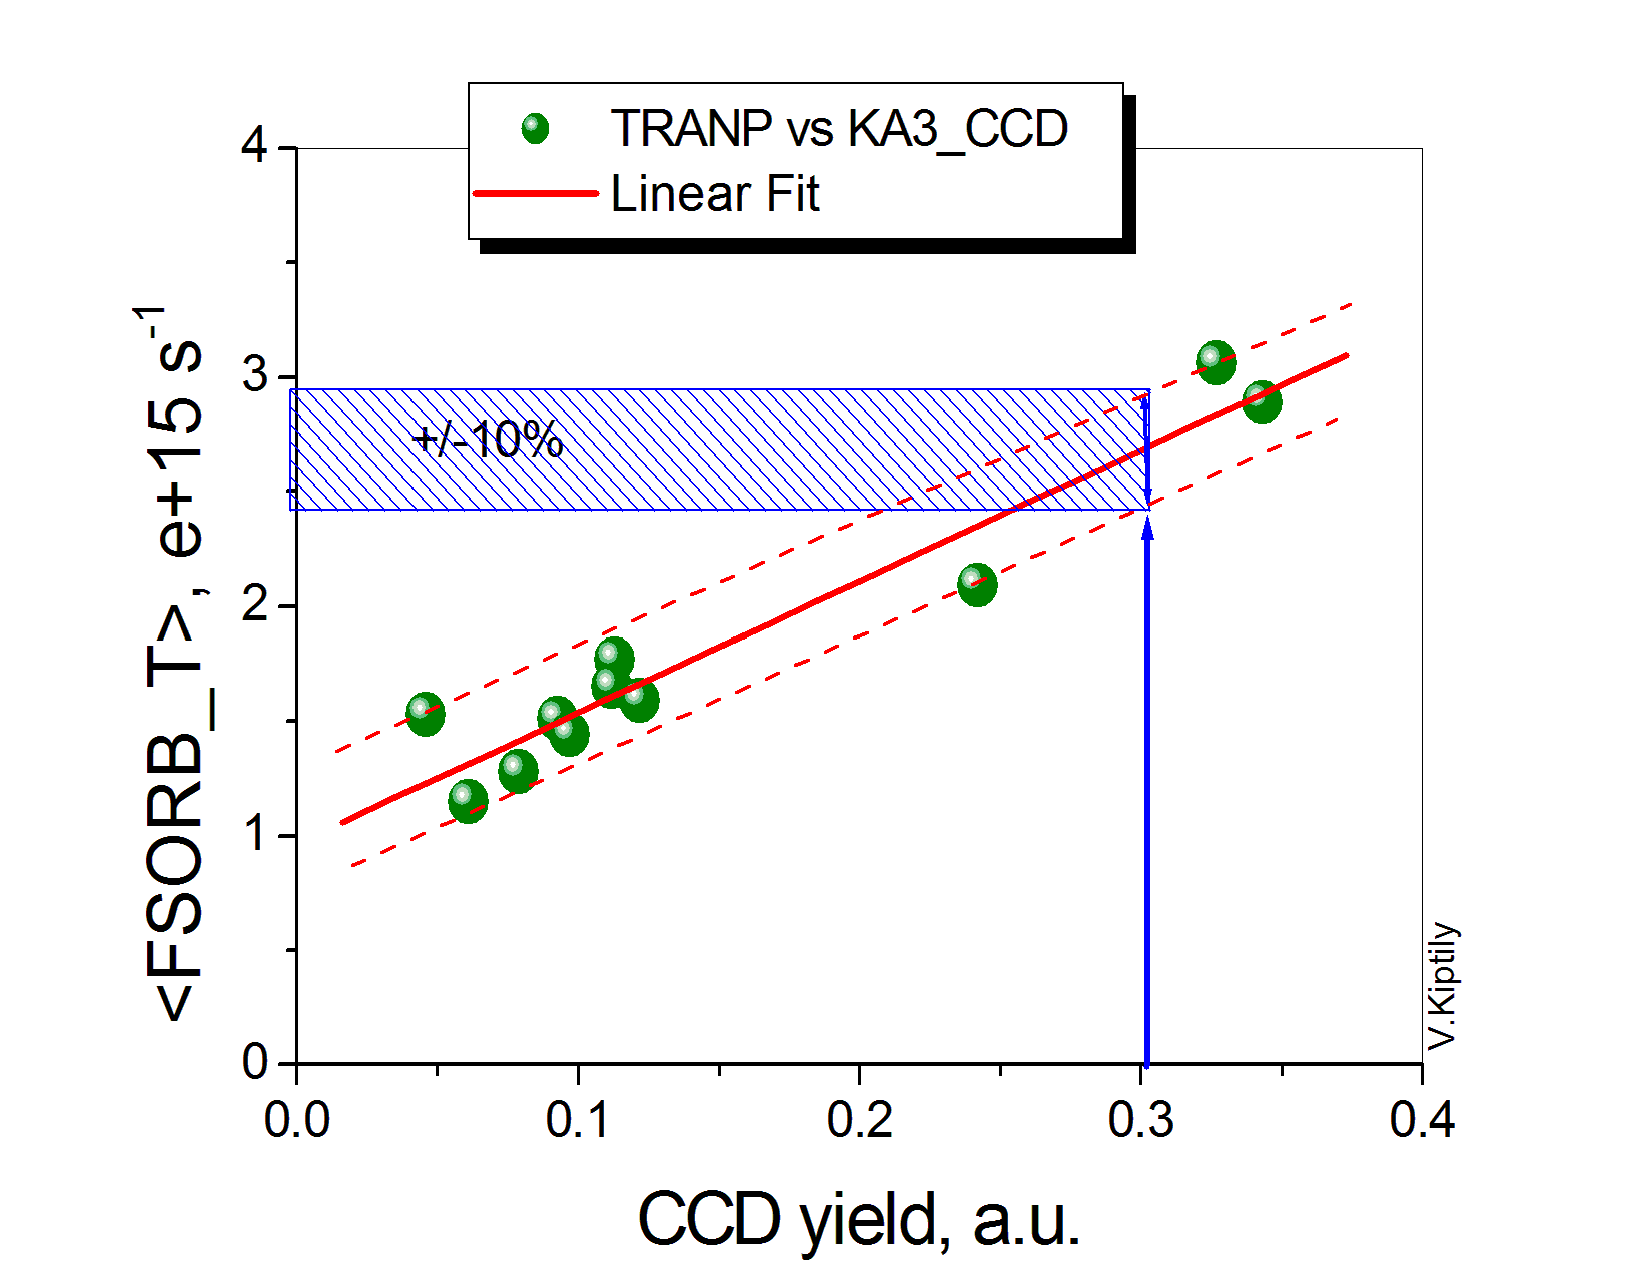 TRANP vs KA3_CCD
Linear Fit
4
3
2
1
0
+/-10%
<FSORB_T>, e+15 s-1
V.Kiptily
0.0 0.1 0.2 0.3 0.4
CCD yield, a.u.